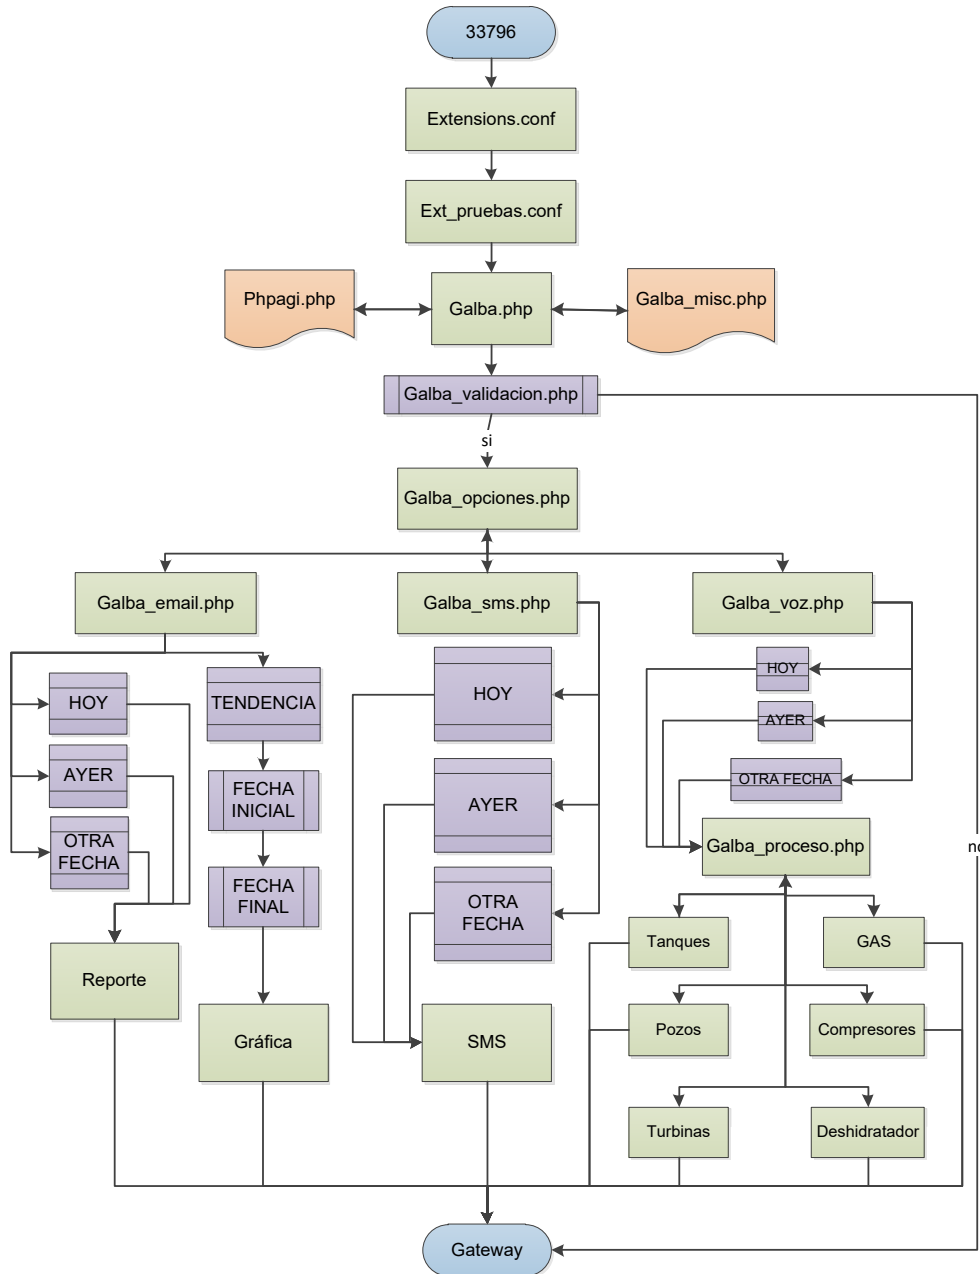 33796
Extensions.conf
Ext_pruebas.conf
Phpagi.php
Galba.php
Galba_misc.php
Galba_validacion.php
si
Galba_opciones.php
Galba_email.php
Galba_sms.php
Galba_voz.php
HOY
TENDENCIA
HOY
HOY
AYER
FECHA
INICIAL
AYER
AYER
OTRA FECHA
OTRA
FECHA
Galba_proceso.php
no
FECHA
FINAL
OTRA
FECHA
Tanques
GAS
Reporte
Gráfica
SMS
Pozos
Compresores
Turbinas
Deshidratador
Gateway